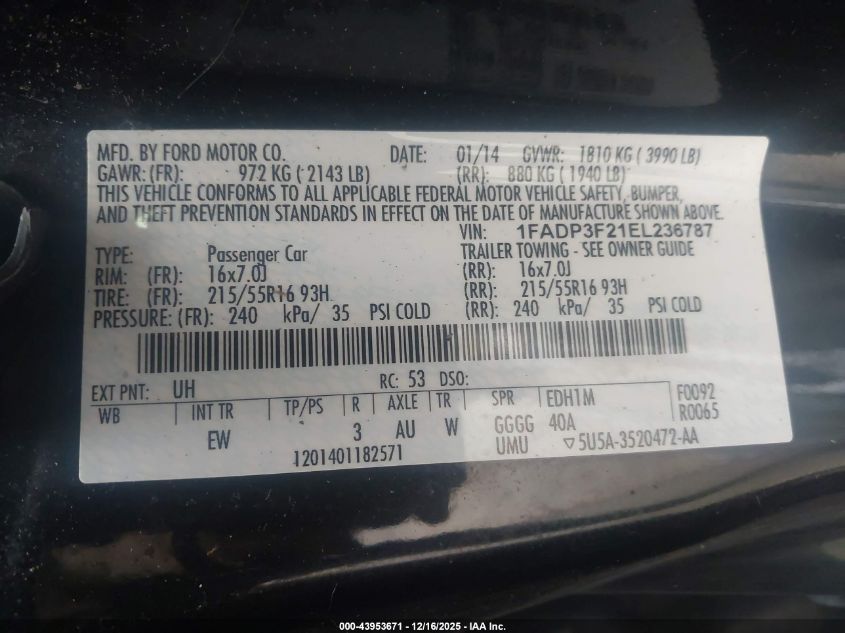 MFD. BY FORD MOTOR CO. DATE: 01/14 GVWR: 1810 KG ( 3990 LB)
GAWR: (FR): 972 KG ( 2143 LB) (RR): 880 KG ( 1940 LB)
THIS VEHICLE CONFORMS TO ALL APPLICABLE FEDERAL MOTOR VEHICLE SAFETY, BUMPER,
AND THEFT PREVENTION STANDARDS IN EFFECT ON THE DATE OF MANUFACTURE SHOWN ABOVE.
VIN: 1FADP3F21EL236787
TYPE: Passenger Car TRAILER TOWING - SEE OWNER GUIDE
RIM: (FR): 16x7.0J (RR): 16x7.0J
TIRE: (FR): 215/55R16 93H (RR): 215/55R16 93H
PRESSURE: (FR): 240 kPa/ 35 PSI COLD (RR): 240 kPa/ 35 PSI COLD
EXT PNT: UH RC: 53 DSO:
WB INT TR TP/PS R AXLE TR SPR EDH1M F0092
EW 3 AU W GGGG 40A R0065
1201401182571 UMU ▽5U5A-3520472-AA
000-43953671 - 12/16/2025 - IAA Inc.